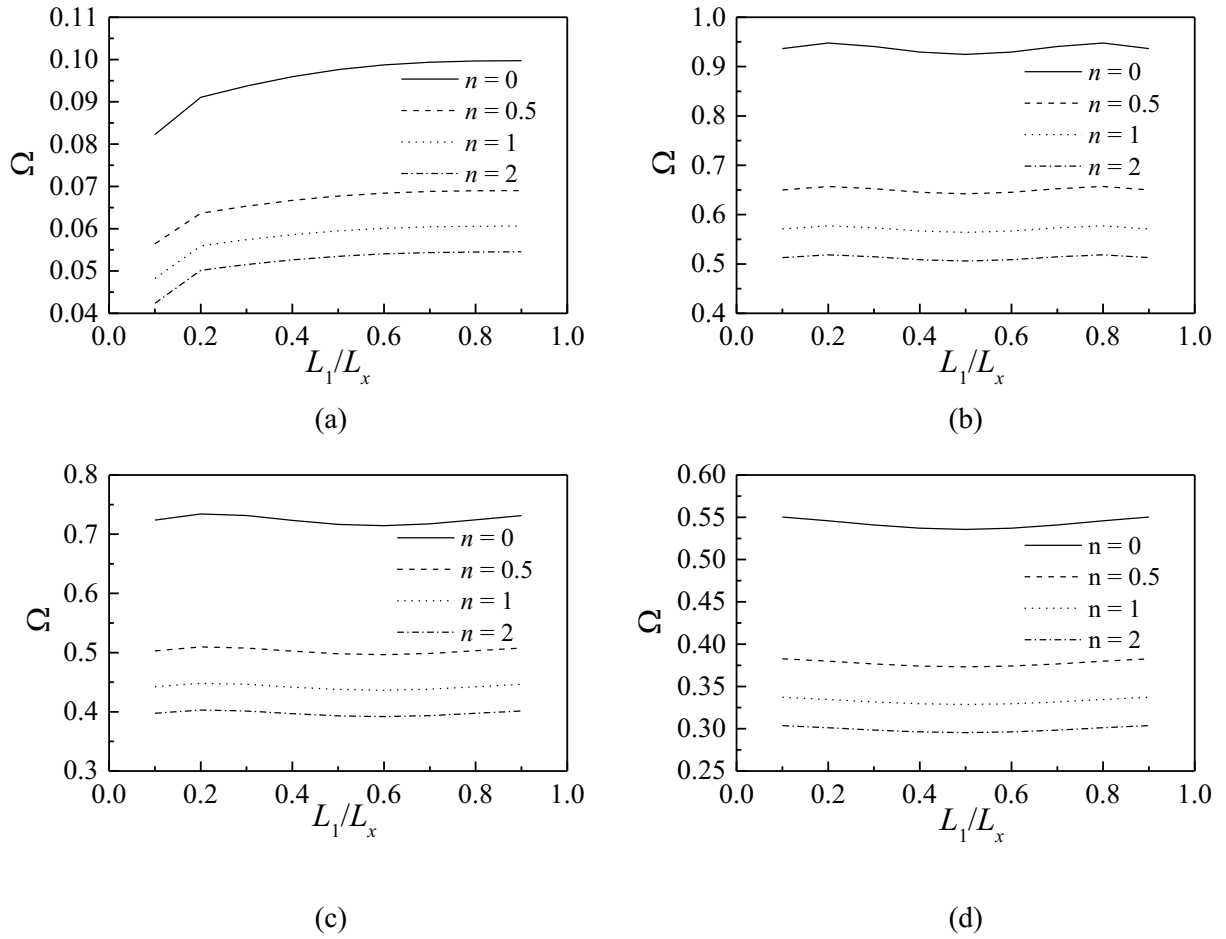 0.11
0.10
0.09
0.08
0.07
0.06
0.05
0.04
Ω
n = 0
n = 0.5
n = 1
n = 2
0.0 0.2 0.4 0.6 0.8 1.0
L₁/Lₓ
(a)
1.0
0.9
0.8
0.7
0.6
0.5
0.4
Ω
n = 0
n = 0.5
n = 1
n = 2
0.0 0.2 0.4 0.6 0.8 1.0
L₁/Lₓ
(b)
0.8
0.7
0.6
0.5
0.4
0.3
Ω
n = 0
n = 0.5
n = 1
n = 2
0.0 0.2 0.4 0.6 0.8 1.0
L₁/Lₓ
(c)
0.60
0.55
0.50
0.45
0.40
0.35
0.30
0.25
Ω
n = 0
n = 0.5
n = 1
n = 2
0.0 0.2 0.4 0.6 0.8 1.0
L₁/Lₓ
(d)